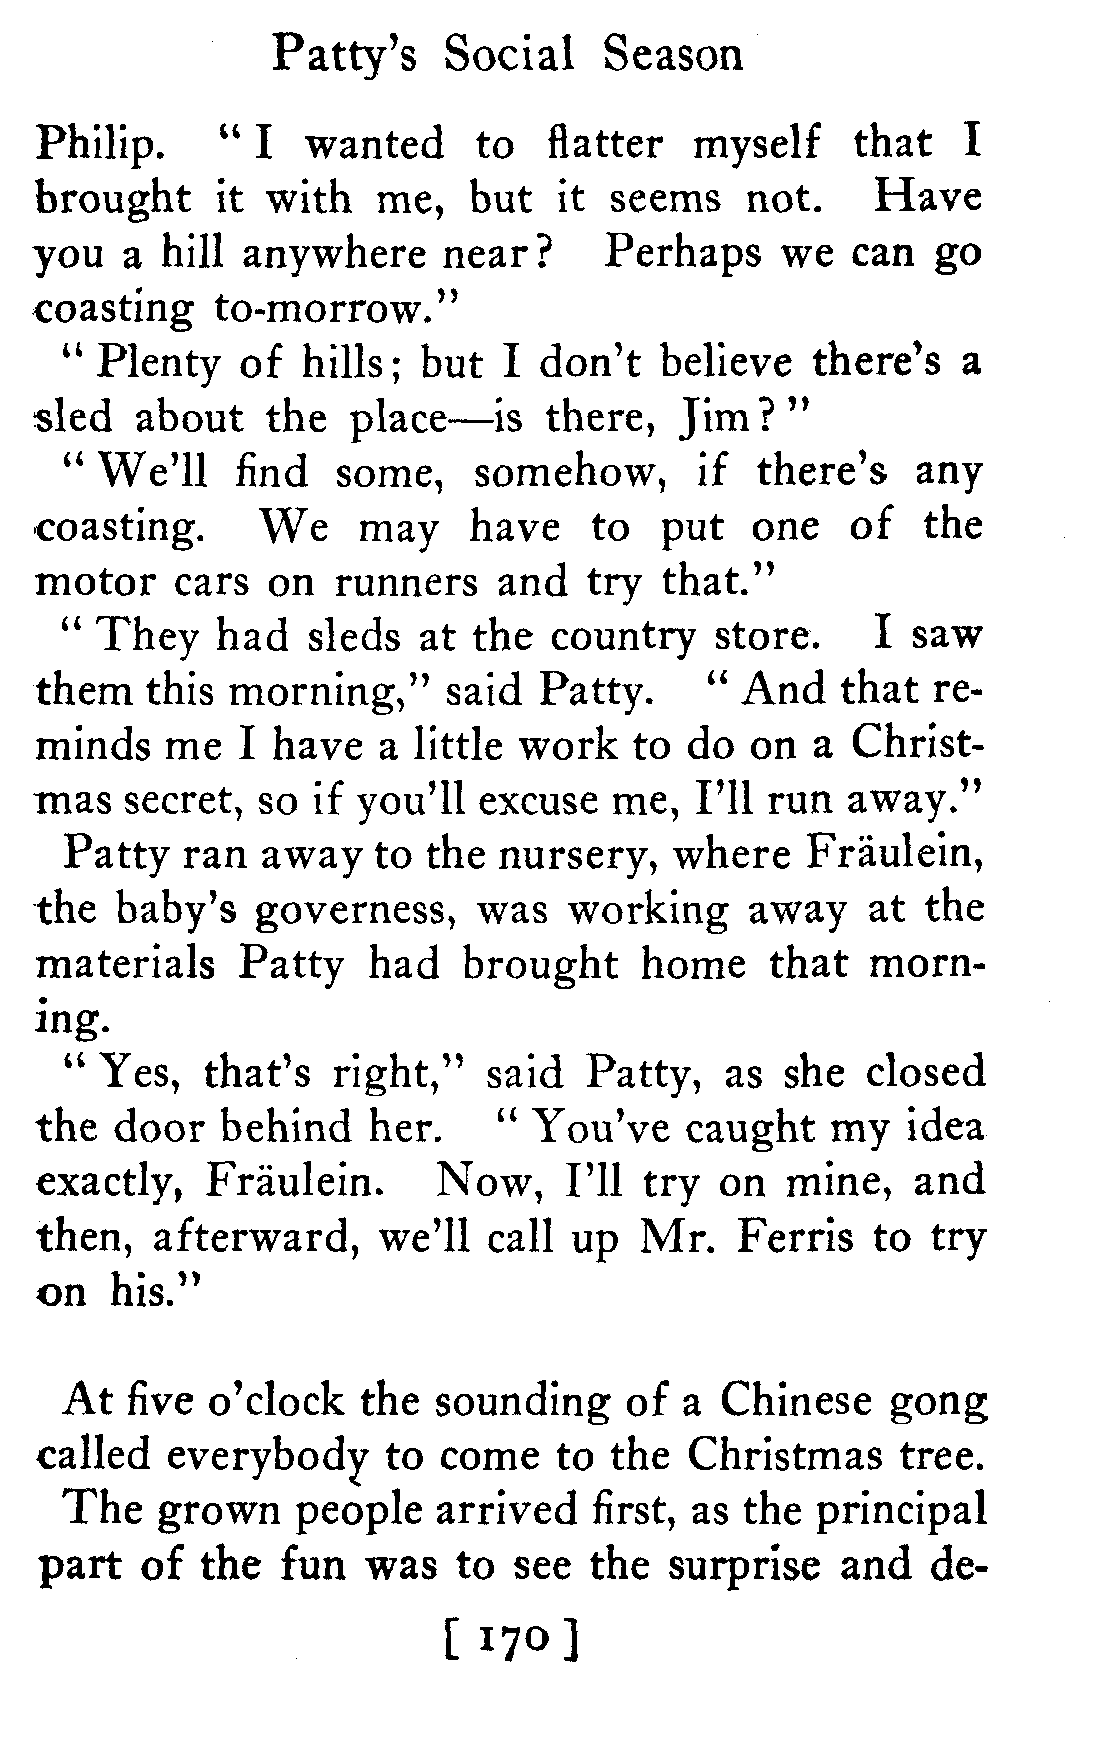 Patty's Social Season
Philip. "I wanted to flatter myself that I
brought it with me, but it seems not. Have
you a hill anywhere near? Perhaps we can go
coasting to-morrow."
"Plenty of hills; but I don't believe there's a
sled about the place—is there, Jim?"
"We'll find some, somehow, if there's any
coasting. We may have to put one of the
motor cars on runners and try that."
"They had sleds at the country store. I saw
them this morning," said Patty. "And that re-
minds me I have a little work to do on a Christ-
mas secret, so if you'll excuse me, I'll run away."
Patty ran away to the nursery, where Fräulein,
the baby's governess, was working away at the
materials Patty had brought home that morn-
ing.
"Yes, that's right," said Patty, as she closed
the door behind her. "You've caught my idea
exactly, Fräulein. Now, I'll try on mine, and
then, afterward, we'll call up Mr. Ferris to try
on his."
At five o'clock the sounding of a Chinese gong
called everybody to come to the Christmas tree.
The grown people arrived first, as the principal
part of the fun was to see the surprise and de-
[ 170 ]